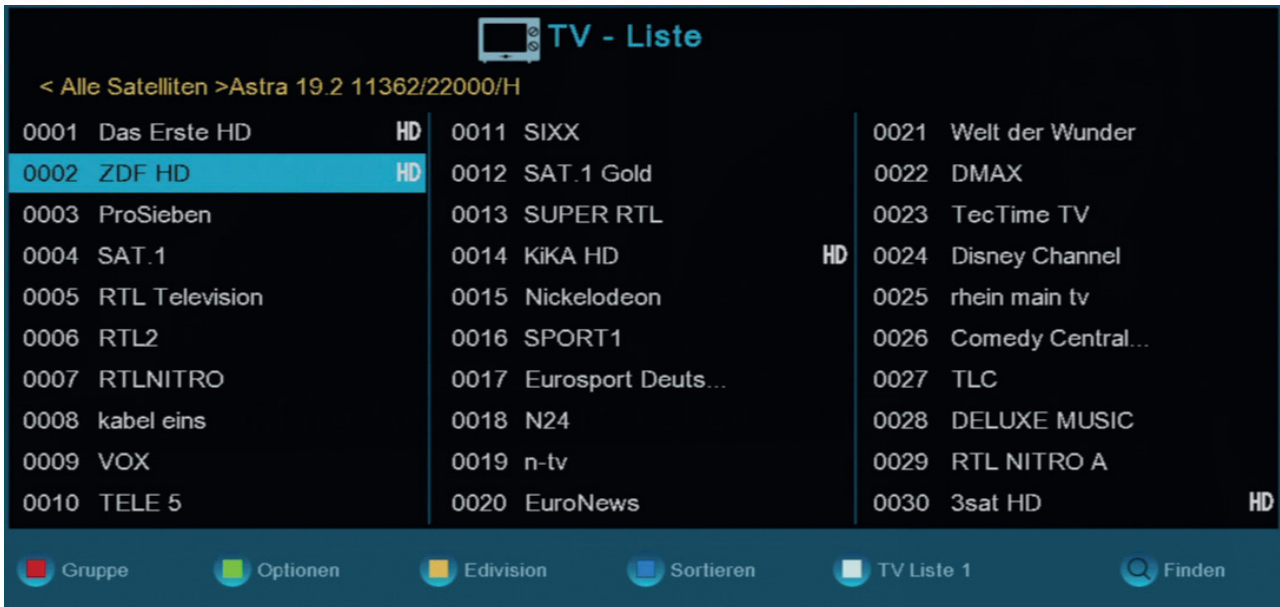 TV - Liste
< Alle Satelliten >Astra 19.2 11362/22000/H
0001 Das Erste HD HD
0002 ZDF HD HD
0003 ProSieben
0004 SAT.1
0005 RTL Television
0006 RTL2
0007 RTLNITRO
0008 kabel eins
0009 VOX
0010 TELE 5
0011 SIXX
0012 SAT.1 Gold
0013 SUPER RTL
0014 KiKA HD HD
0015 Nickelodeon
0016 SPORT1
0017 Eurosport Deuts...
0018 N24
0019 n-tv
0020 EuroNews
0021 Welt der Wunder
0022 DMAX
0023 TecTime TV
0024 Disney Channel
0025 rhein main tv
0026 Comedy Central...
0027 TLC
0028 DELUXE MUSIC
0029 RTL NITRO A
0030 3sat HD HD
Gruppe Optionen Edivision Sortieren TV Liste 1 Finden